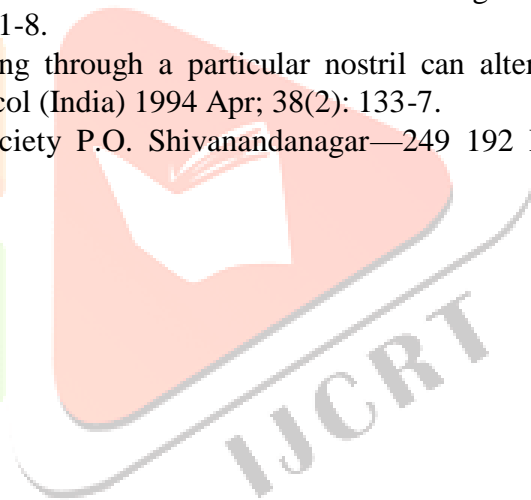 1-8.
ng through a particular nostril can alter
col (India) 1994 Apr; 38(2): 133-7.
ciety P.O. Shivanandanagar—249 192
IJCRT